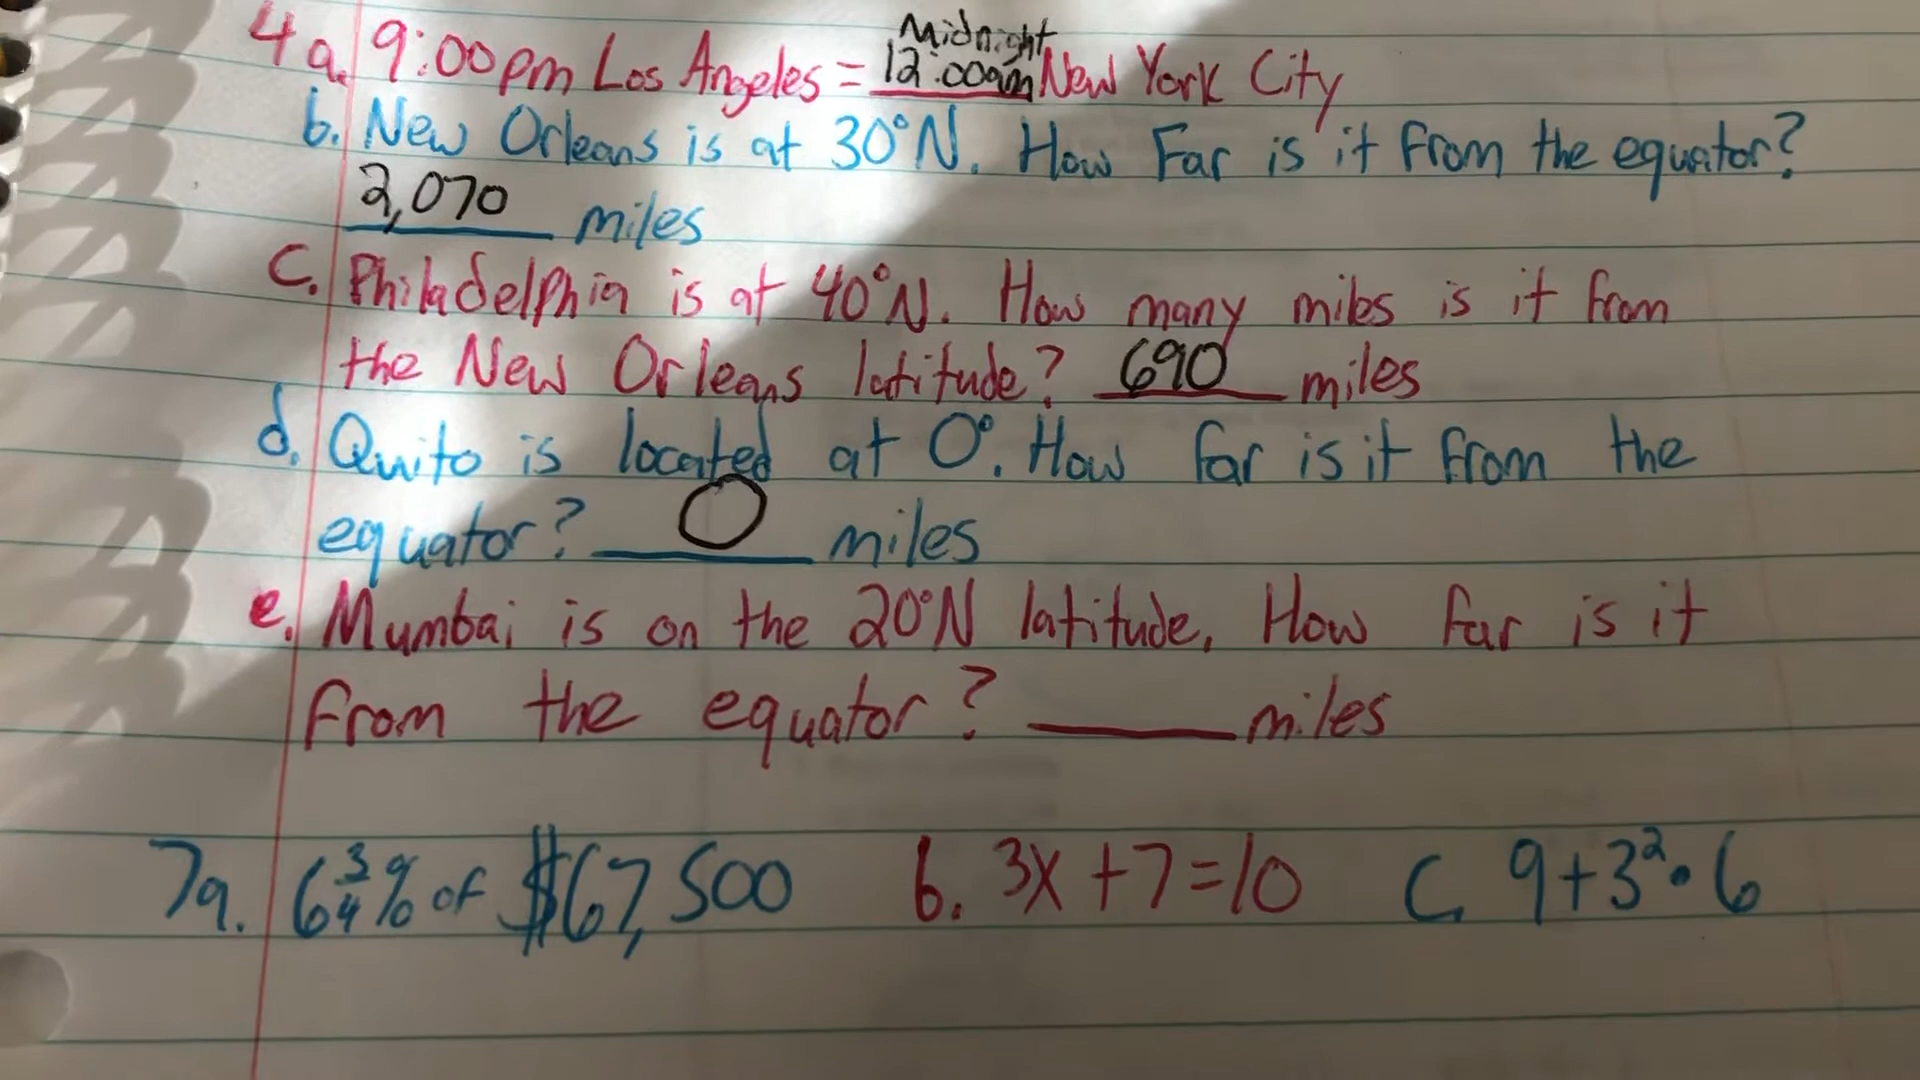 4a. 9:00pm Los Angeles = Midnight 12:00am New York City
b. New Orleans is at 30°N. How Far is it from the equator?
2,070 miles
C. Philadelphia is at 40°N. How many miles is it from
the New Orleans latitude? 690 miles
d. Quito is located at 0°. How far is it from the
equator? 0 miles
e. Mumbai is on the 20°N latitude. How far is it
from the equator? ____ miles
7a. 6 3/4 % of $67,500 b. 3x+7=10 C. 9+3²•6